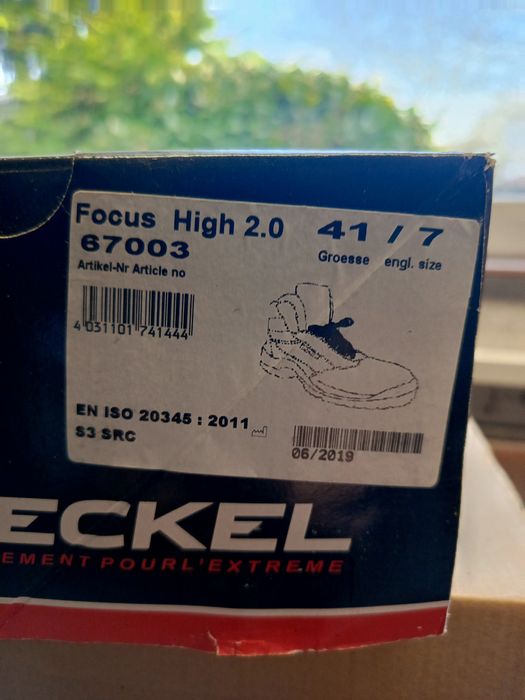 Focus High 2.0
41 / 7
67003
Groesse engl. size
Artikel-Nr Article no
4 031101 741444
EN ISO 20345 : 2011
S3 SRC
06/2019
ECKEL
EMENT POUR L'EXTREME